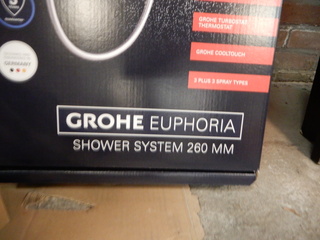 GROHE TURBOSTAT
THERMOSTAT
GROHE COOLTOUCH
3 PLUS 3 SPRAY TYPES
GERMANY
GROHE EUPHORIA
SHOWER SYSTEM 260 MM